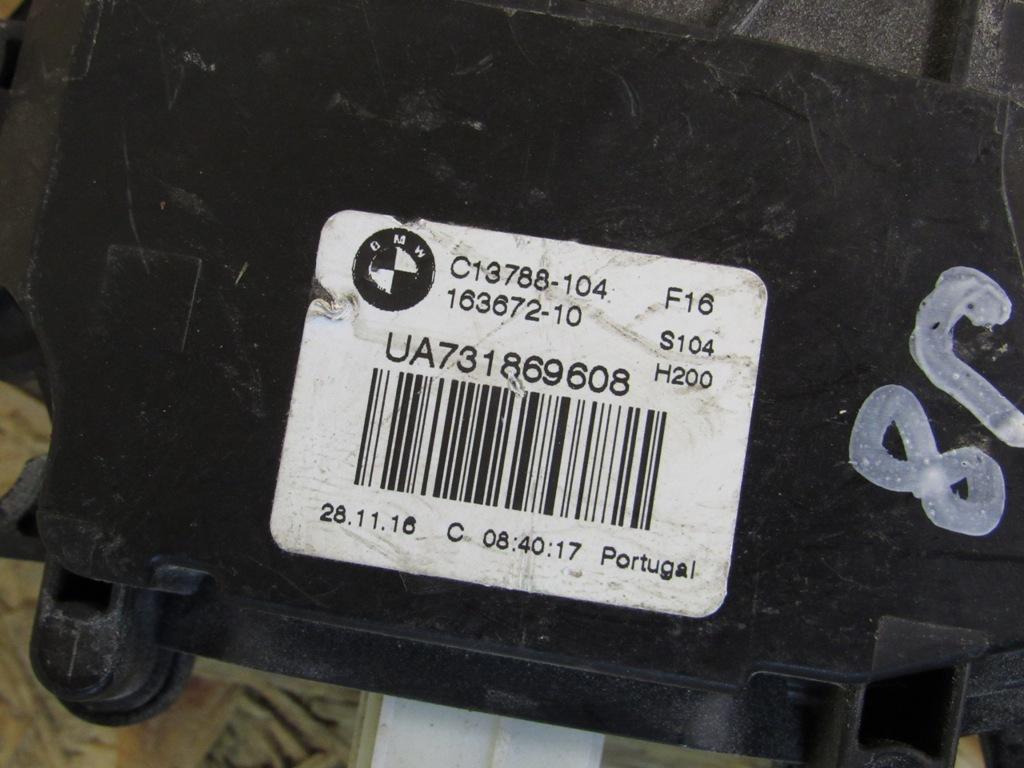 BMW
C13788-104 F16
163672-10 S104
UA731869608 H200
28.11.16 C 08:40:17 Portugal